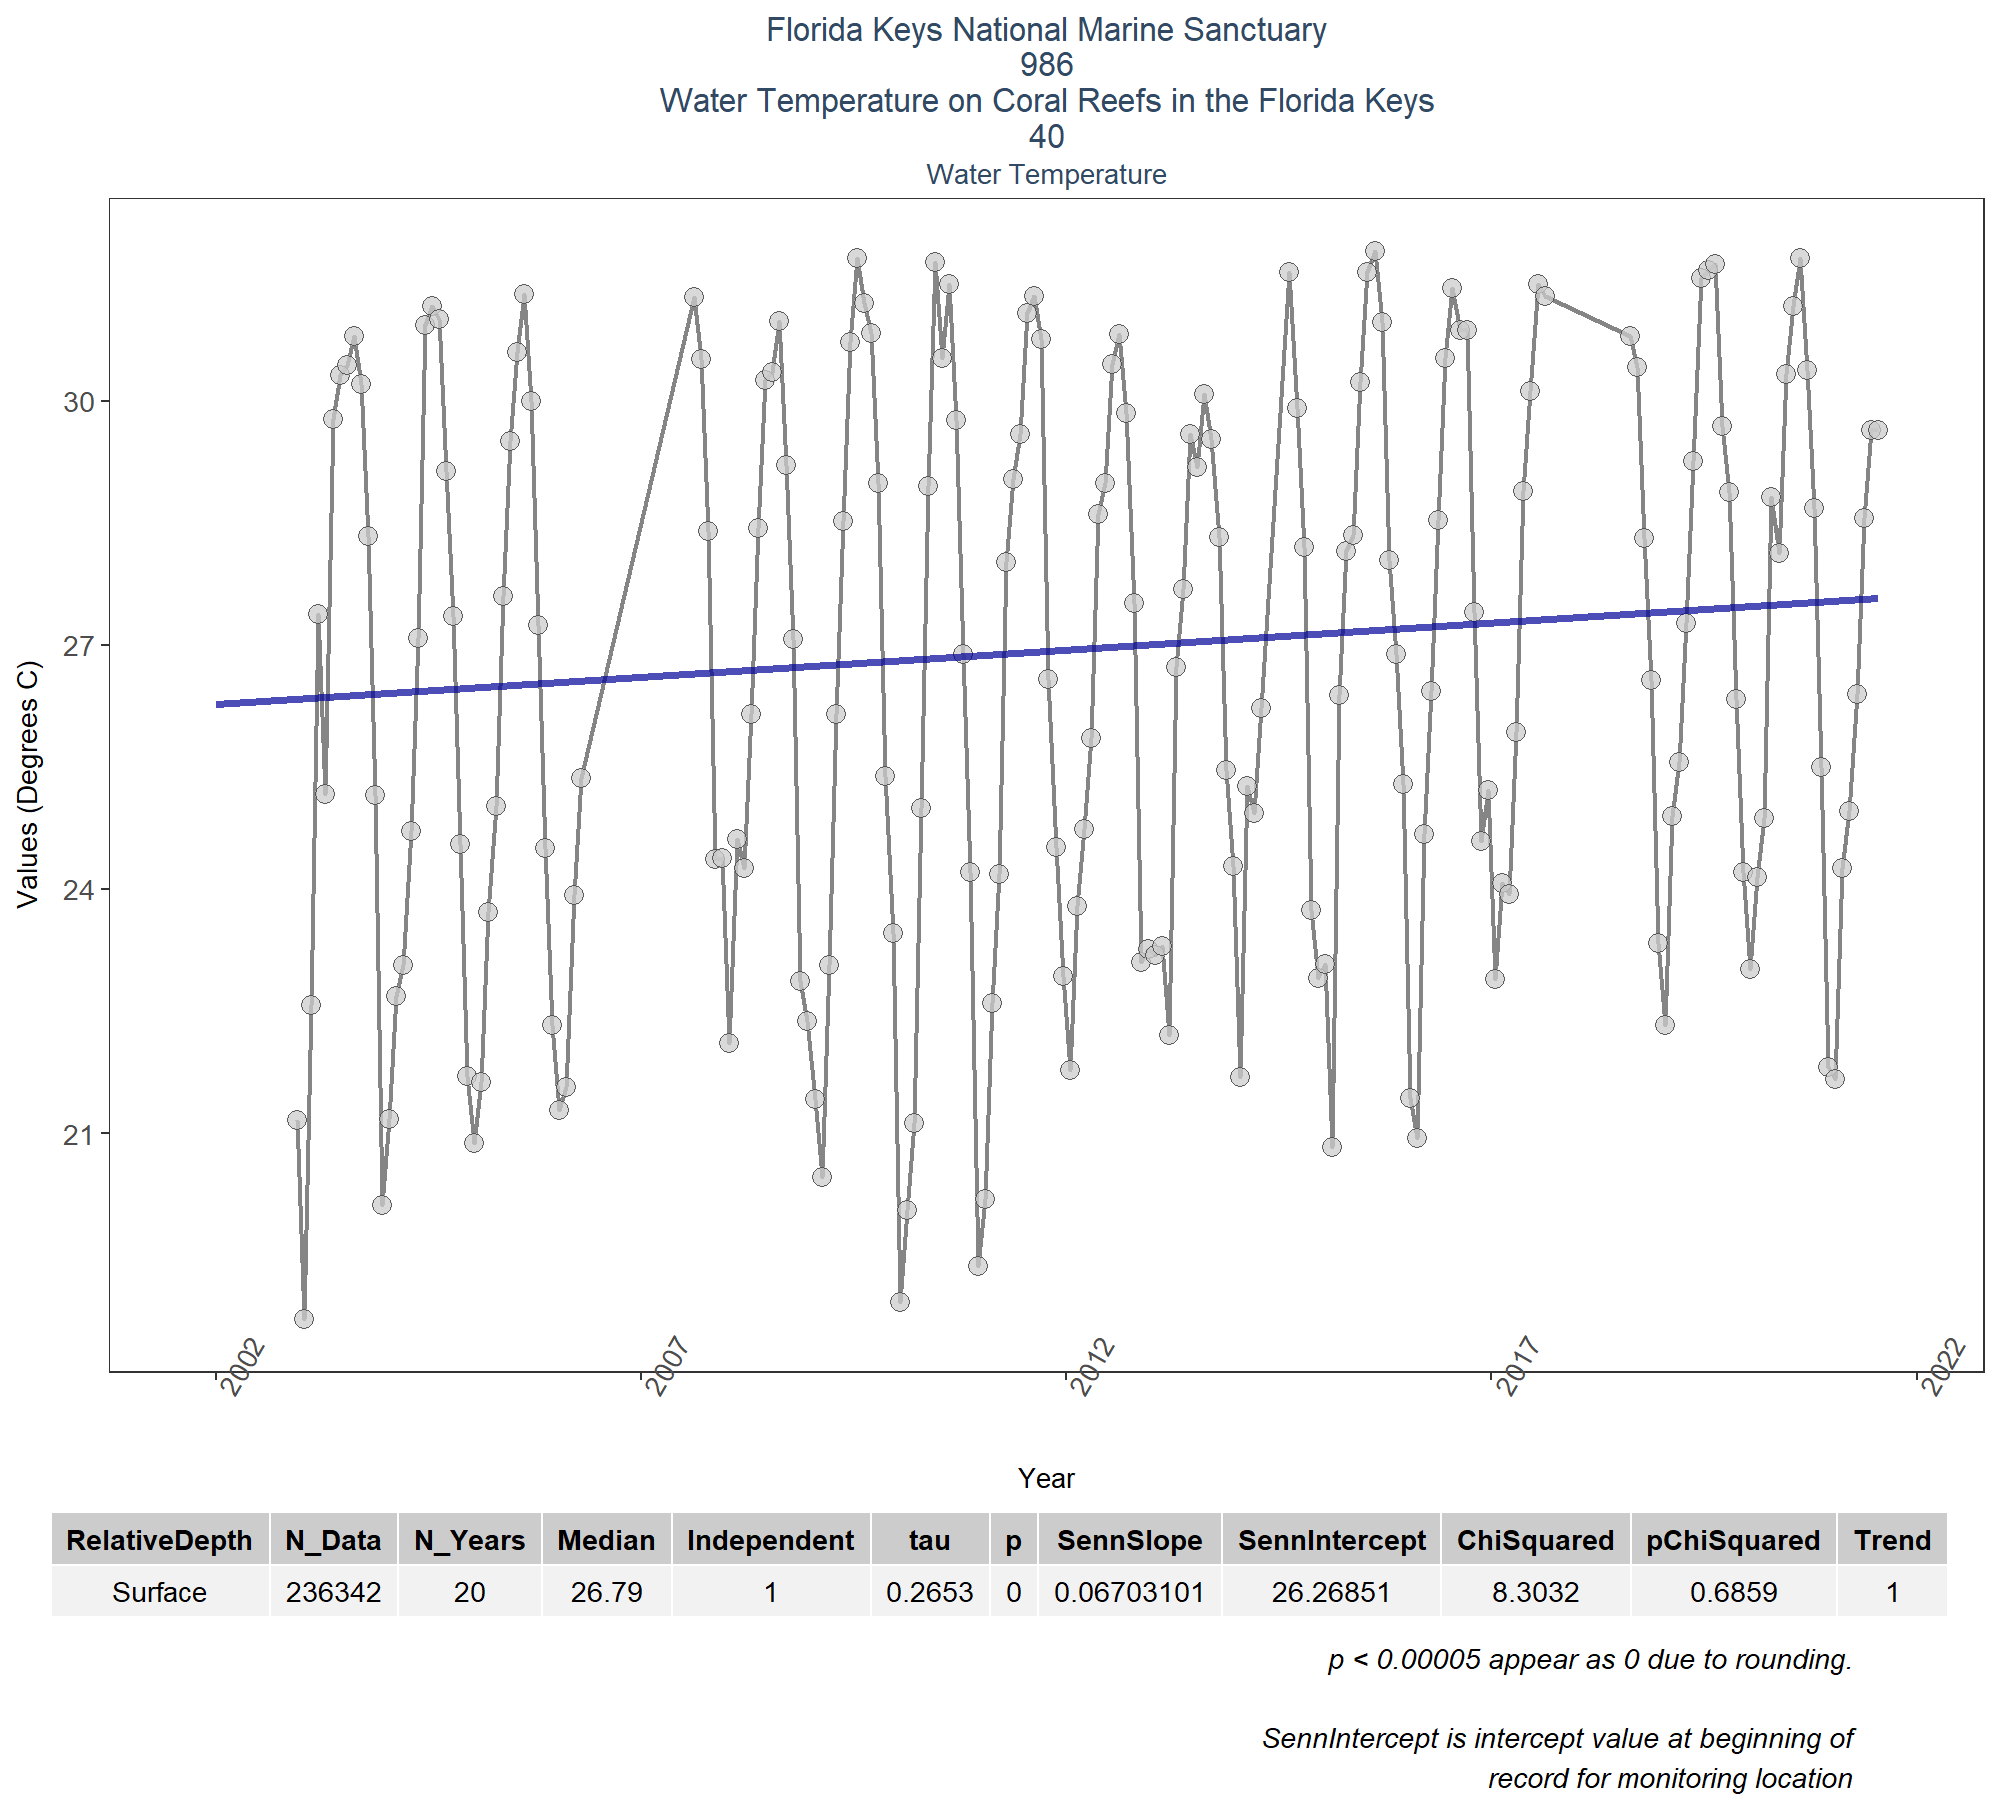 Florida Keys National Marine Sanctuary
986
Water Temperature on Coral Reefs in the Florida Keys
40
Water Temperature
Values (Degrees C)
30
27
24
21
2002 2007 2012 2017 2022
Year
RelativeDepth N_Data N_Years Median Independent tau p SennSlope SennIntercept ChiSquared pChiSquared Trend
Surface 236342 20 26.79 1 0.2653 0 0.06703101 26.26851 8.3032 0.6859 1
p < 0.00005 appear as 0 due to rounding.
SennIntercept is intercept value at beginning of
record for monitoring location